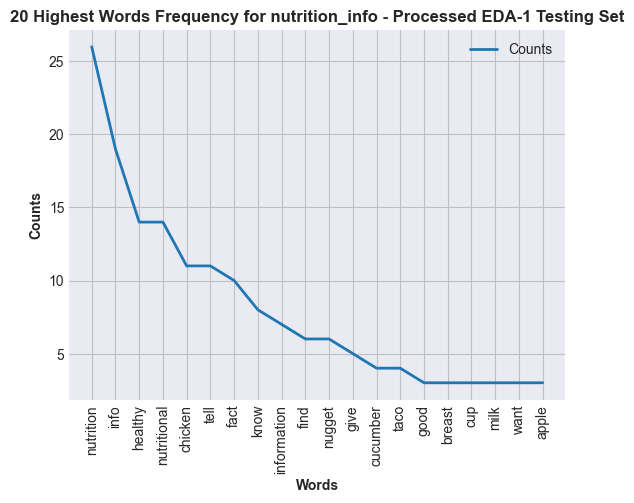 20 Highest Words Frequency for nutrition_info - Processed EDA-1 Testing Set
Counts
25
20
15
10
5
Counts
nutrition
info
healthy
nutritional
chicken
tell
fact
know
information
find
nugget
give
cucumber
taco
good
breast
cup
milk
want
apple
Words